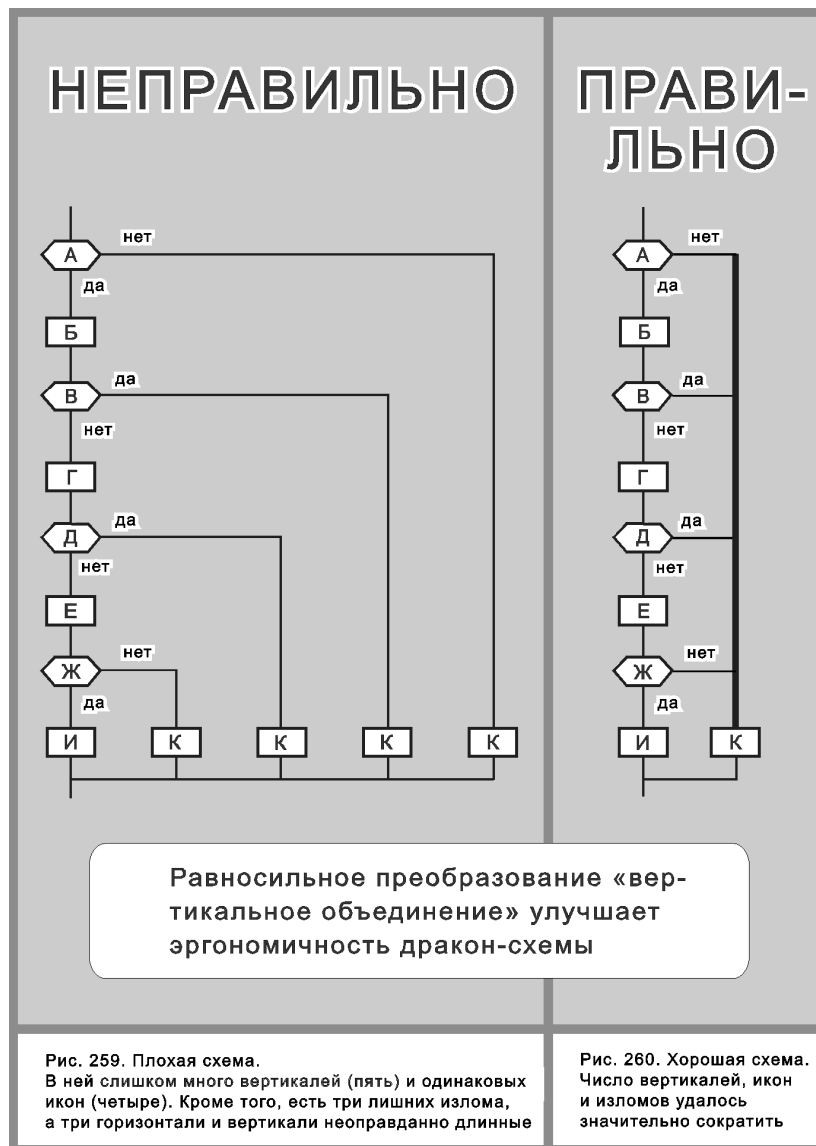 НЕПРАВИЛЬНО
нет
А
да
Б
да
В
нет
Г
да
Д
нет
Е
нет
Ж
да
И К К К К
ПРАВИ-
ЛЬНО
нет
А
да
Б
да
В
нет
Г
да
Д
нет
Е
нет
Ж
да
И К
Равносильное преобразование «вер-
тикальное объединение» улучшает
эргономичность дракон-схемы
Рис. 259. Плохая схема.
В ней слишком много вертикалей (пять) и одинаковых
икон (четыре). Кроме того, есть три лишних излома,
а три горизонтали и вертикали неоправданно длинные
Рис. 260. Хорошая схема.
Число вертикалей, икон
и изломов удалось
значительно сократить